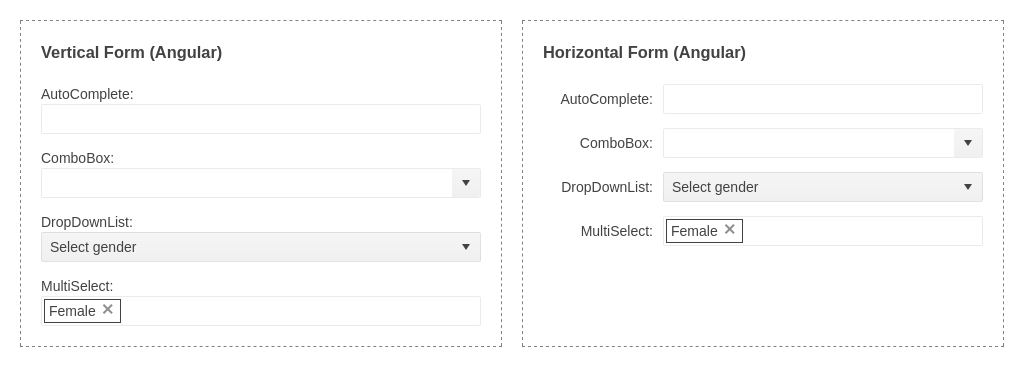 Vertical Form (Angular)
AutoComplete:
ComboBox:
DropDownList:
Select gender
MultiSelect:
Female ✕
Horizontal Form (Angular)
AutoComplete:
ComboBox:
DropDownList: Select gender
MultiSelect: Female ✕